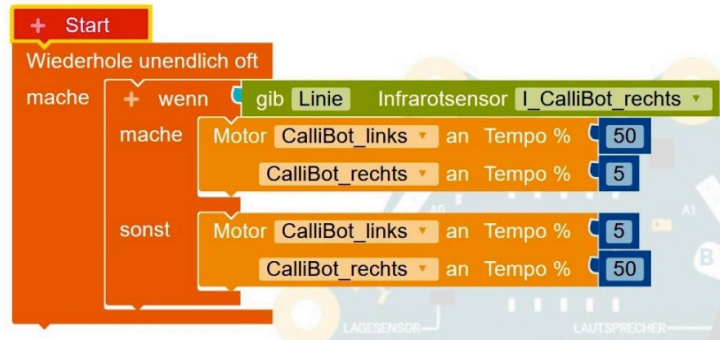 + Start
Wiederhole unendlich oft
mache + wenn gib Linie Infrarotsensor I_CalliBot_rechts
mache Motor CalliBot_links an Tempo % 50
CalliBot_rechts an Tempo % 5
sonst Motor CalliBot_links an Tempo % 5
CalliBot_rechts an Tempo % 50
A0
A1
B
LAGESENSOR
LAUTSPRECHER